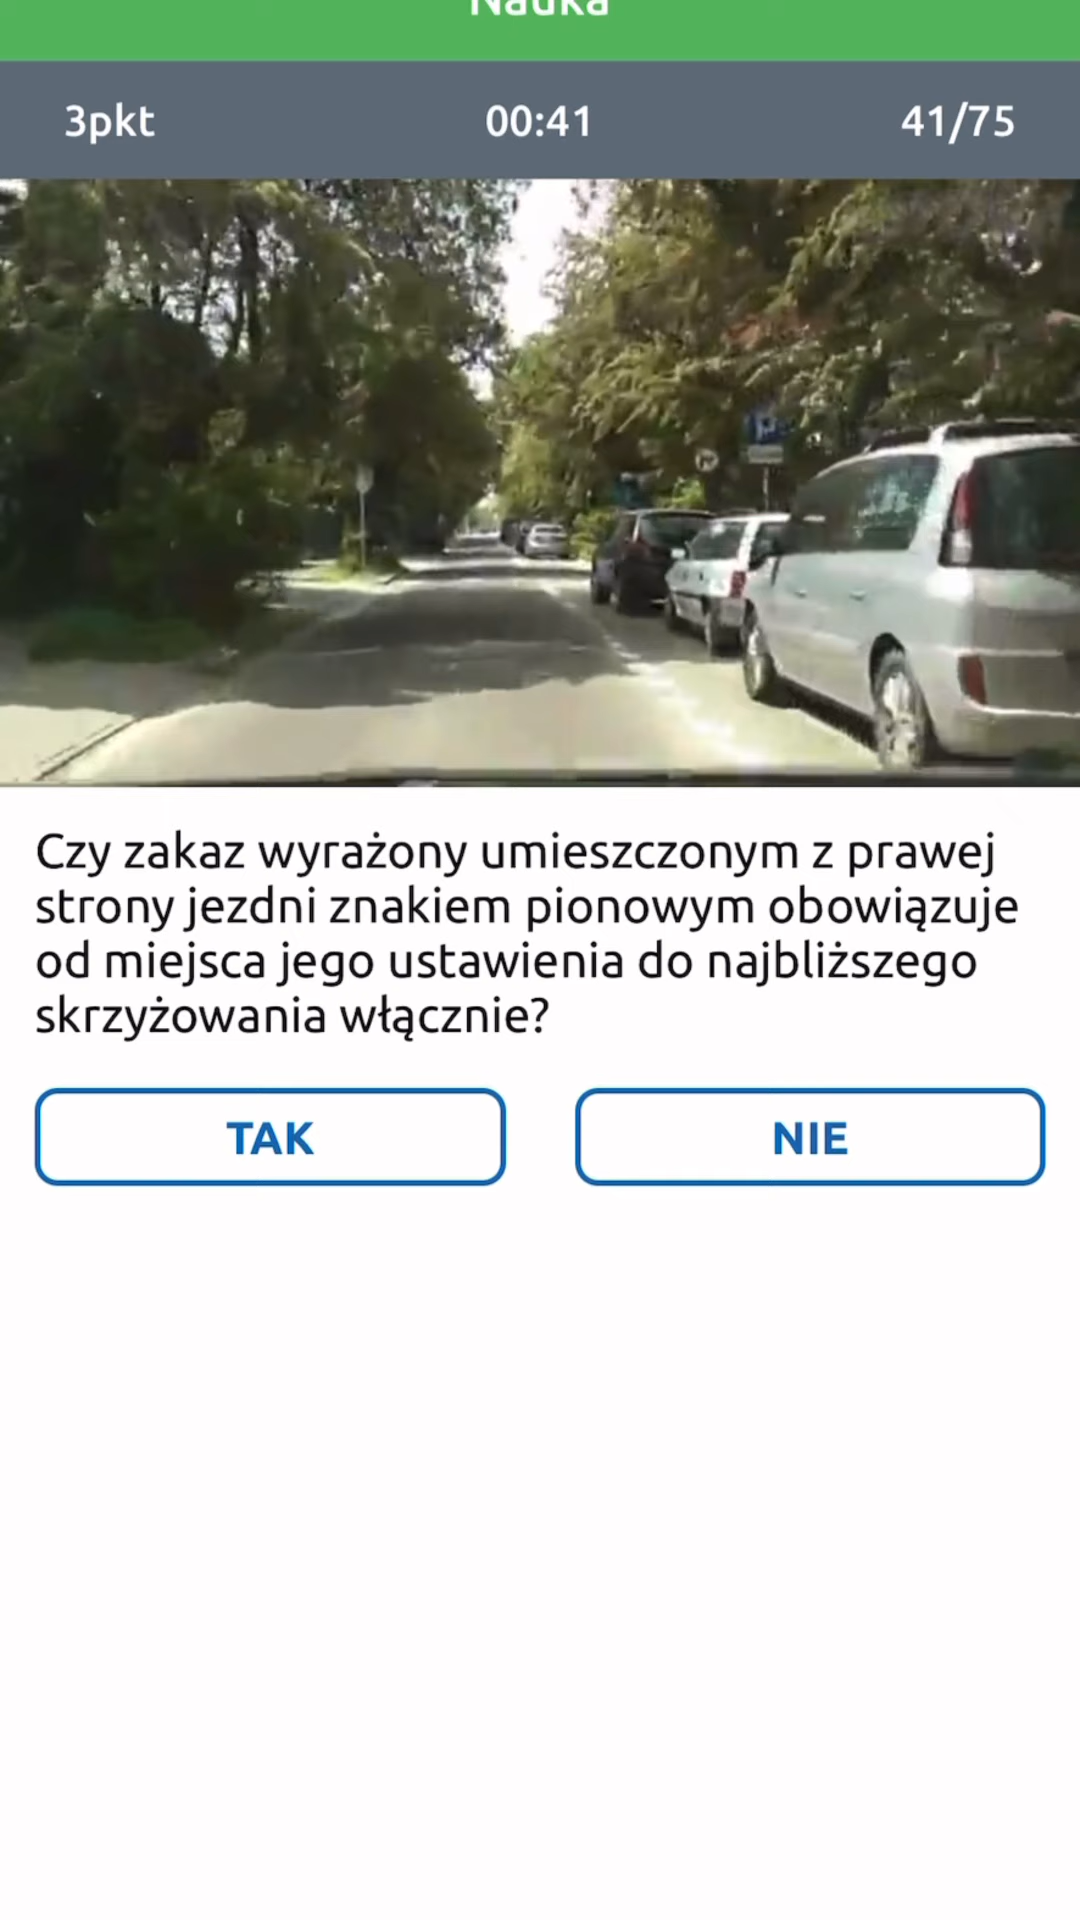 Nauka
3pkt
00:41
41/75
Czy zakaz wyrażony umieszczonym z prawej
strony jezdni znakiem pionowym obowiązuje
od miejsca jego ustawienia do najbliższego
skrzyżowania włącznie?
TAK
NIE